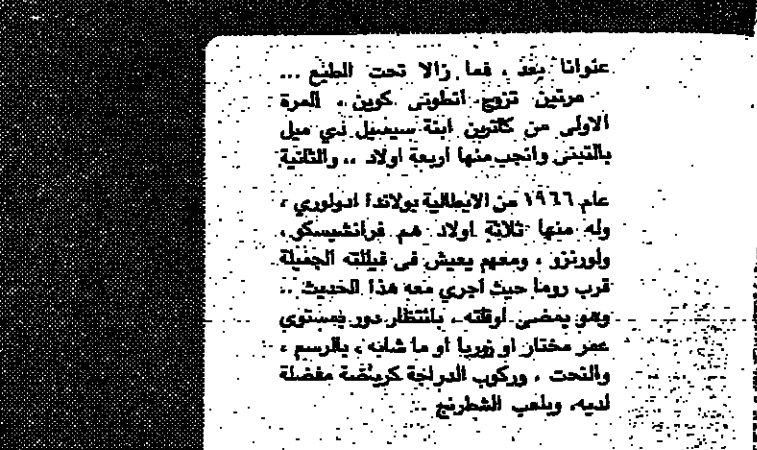 عنوانا بعد ، فما زالا تحت الطبع ...
مرتين تزوج انطوني كوين ، المرة
الاولى من كاترين ابنة سيسيل دي ميل
بالتبني وانجب منها اربعة اولاد .. والثانية
عام ١٩٦٦ من الايطالية يولاندا ادولوري ،
وله منها ثلاثة اولاد هم فرانشيسكو ،
ولورنزو ، ومعهم يعيش في فيللته الجميلة
قرب روما حيث اجري معه هذا الحديث ..
وهو يمضي اوقاته ، بانتظار دور بمستوى
عمر مختار او زوربا او ما شابه ، بالرسم ،
والنحت ، وركوب الدراجة كرياضة مفضلة
لديه، وبلعب الشطرنج ..